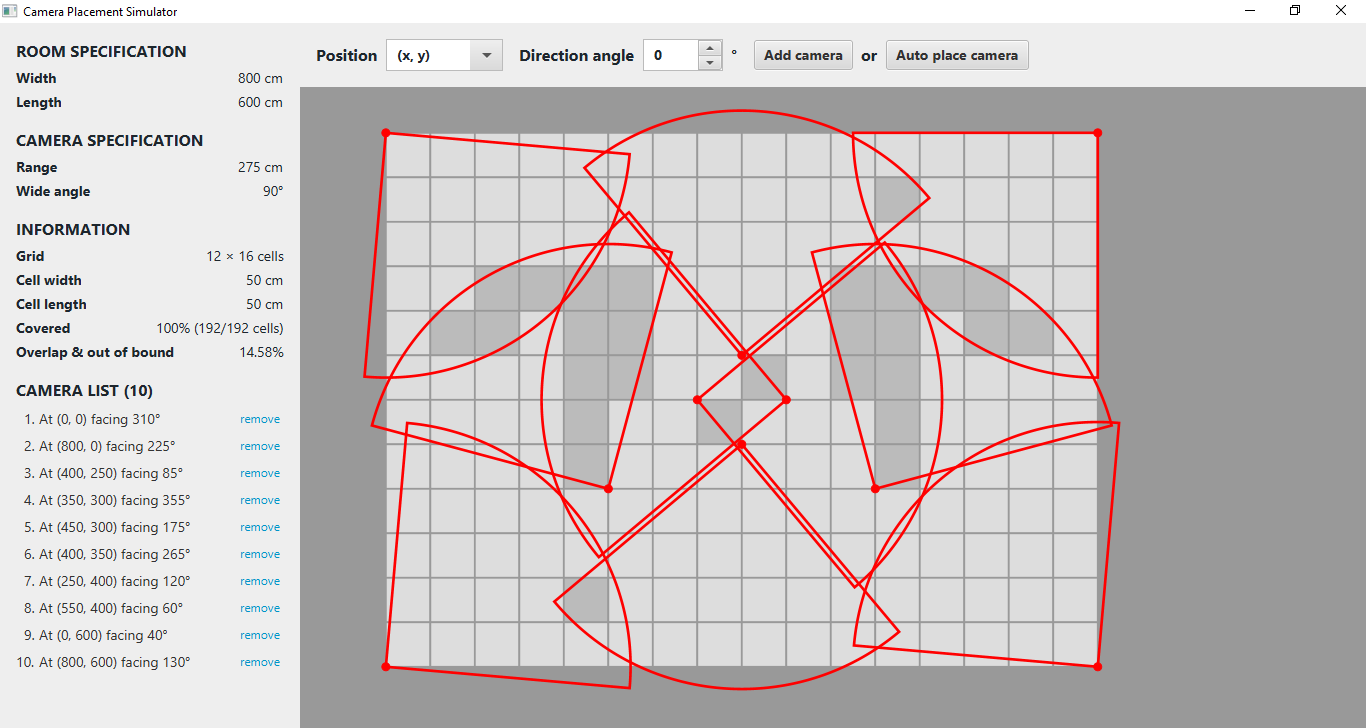 Camera Placement Simulator
ROOM SPECIFICATION
Width 800 cm
Length 600 cm
CAMERA SPECIFICATION
Range 275 cm
Wide angle 90°
INFORMATION
Grid 12 × 16 cells
Cell width 50 cm
Cell length 50 cm
Covered 100% (192/192 cells)
Overlap & out of bound 14.58%
CAMERA LIST (10)
1. At (0, 0) facing 310° remove
2. At (800, 0) facing 225° remove
3. At (400, 250) facing 85° remove
4. At (350, 300) facing 355° remove
5. At (450, 300) facing 175° remove
6. At (400, 350) facing 265° remove
7. At (250, 400) facing 120° remove
8. At (550, 400) facing 60° remove
9. At (0, 600) facing 40° remove
10. At (800, 600) facing 130° remove
Position (x, y) Direction angle 0 ° Add camera or Auto place camera